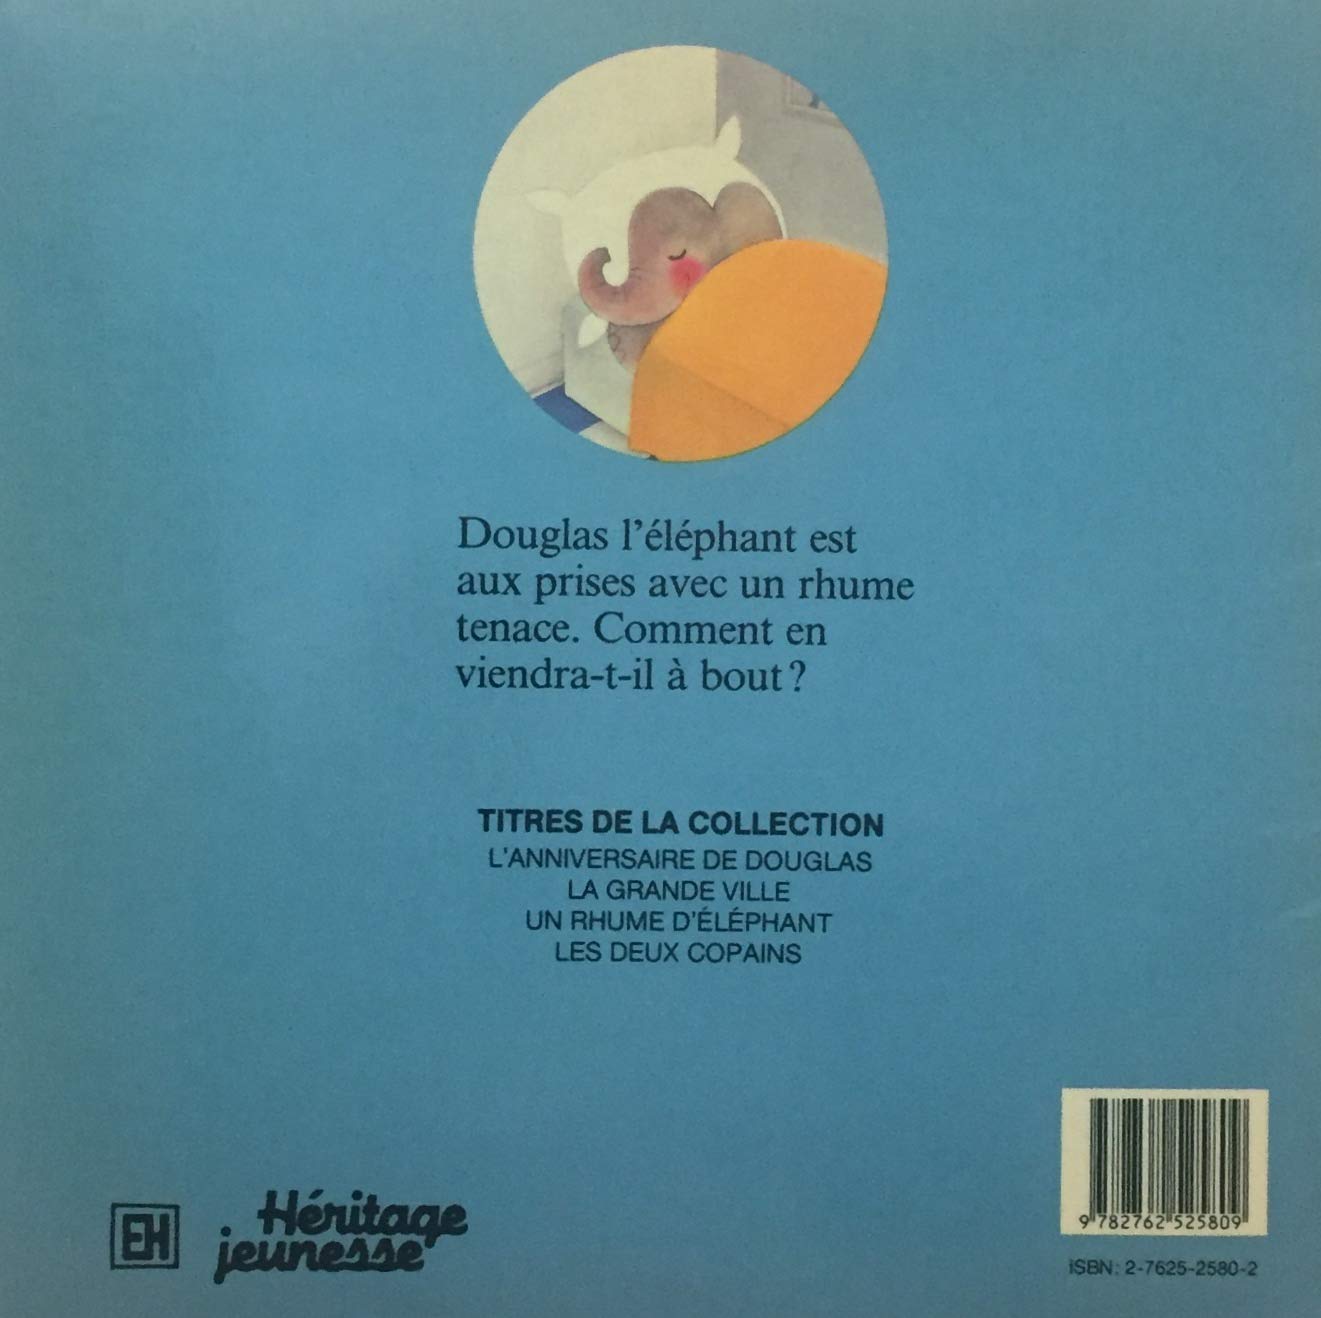 Douglas l'éléphant est
aux prises avec un rhume
tenace. Comment en
viendra-t-il à bout ?
TITRES DE LA COLLECTION
L'ANNIVERSAIRE DE DOUGLAS
LA GRANDE VILLE
UN RHUME D'ÉLÉPHANT
LES DEUX COPAINS
EH
Héritage
jeunesse
9 782762 525809
ISBN: 2-7625-2580-2